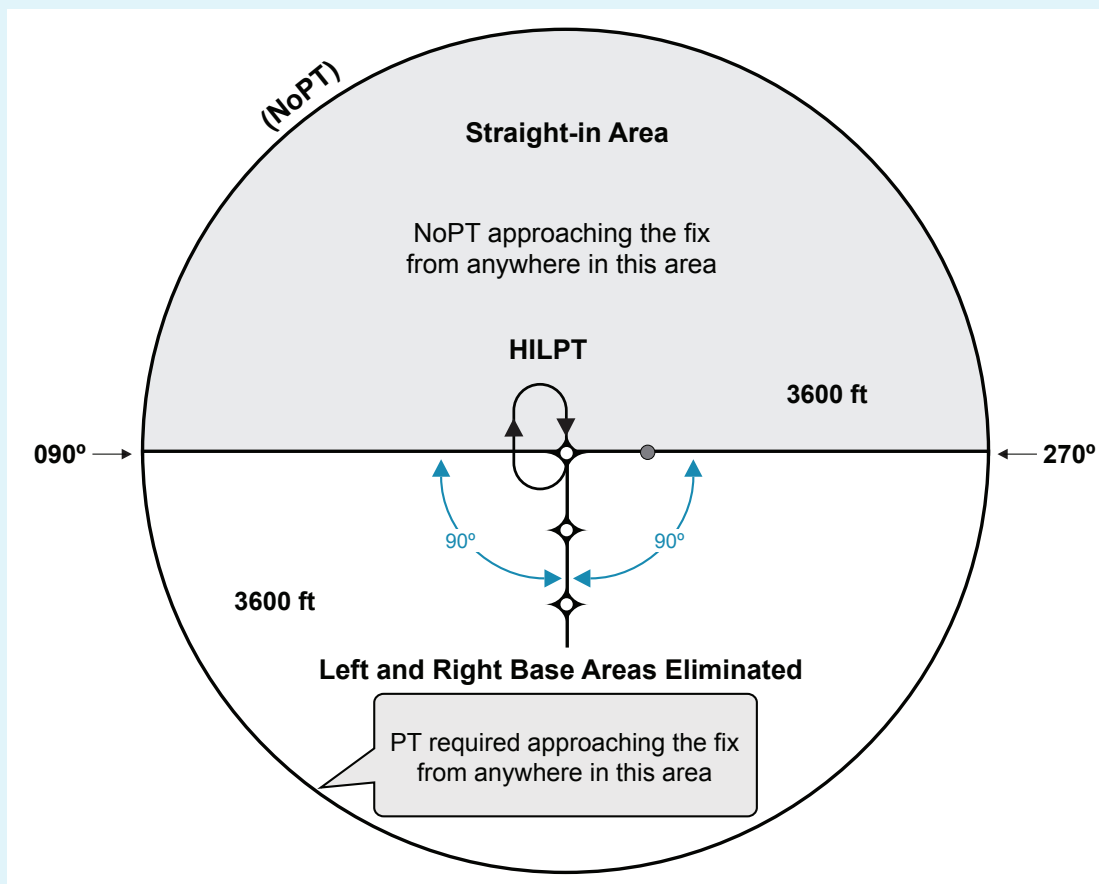 (NoPT)
Straight-in Area
NoPT approaching the fix
from anywhere in this area
HILPT
3600 ft
090º
270º
90º
90º
3600 ft
Left and Right Base Areas Eliminated
PT required approaching the fix
from anywhere in this area